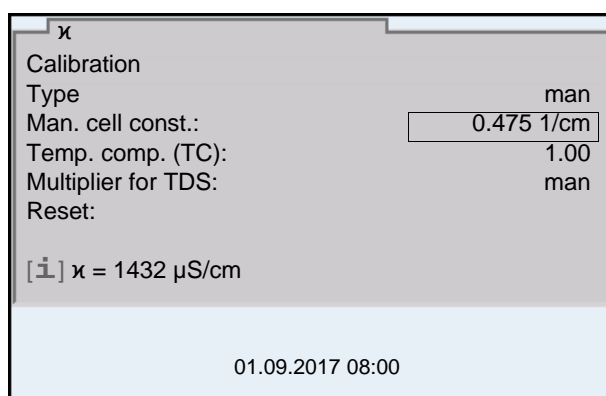 ϰ
Calibration
Type man
Man. cell const.: 0.475 1/cm
Temp. comp. (TC): 1.00
Multiplier for TDS: man
Reset:
[i] ϰ = 1432 µS/cm
01.09.2017 08:00